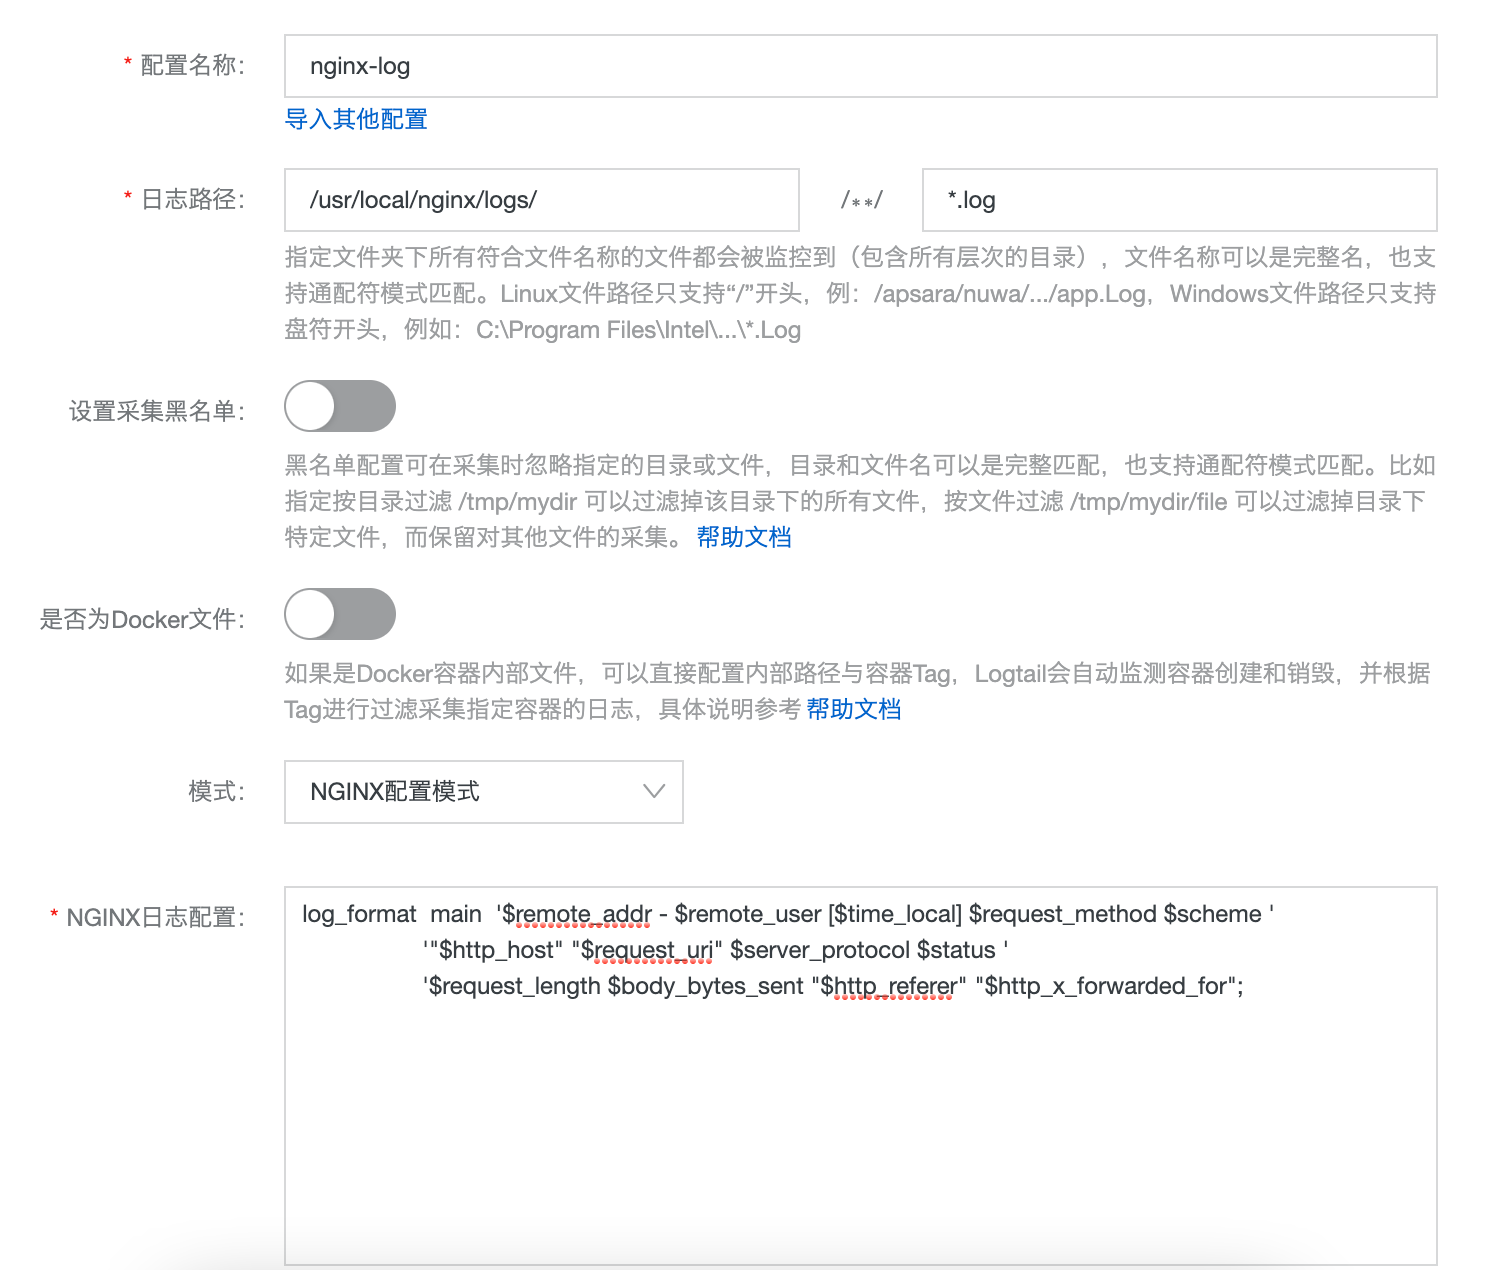 * 配置名称： nginx-log
导入其他配置
* 日志路径： /usr/local/nginx/logs/ /**/ *.log
指定文件夹下所有符合文件名称的文件都会被监控到（包含所有层次的目录），文件名称可以是完整名，也支
持通配符模式匹配。Linux文件路径只支持“/”开头，例：/apsara/nuwa/.../app.Log，Windows文件路径只支持
盘符开头，例如：C:\Program Files\Intel\...\*.Log
设置采集黑名单：
黑名单配置可在采集时忽略指定的目录或文件，目录和文件名可以是完整匹配，也支持通配符模式匹配。比如
指定按目录过滤 /tmp/mydir 可以过滤掉该目录下的所有文件，按文件过滤 /tmp/mydir/file 可以过滤掉目录下
特定文件，而保留对其他文件的采集。 帮助文档
是否为Docker文件：
如果是Docker容器内部文件，可以直接配置内部路径与容器Tag，Logtail会自动监测容器创建和销毁，并根据
Tag进行过滤采集指定容器的日志，具体说明参考 帮助文档
模式： NGINX配置模式
* NGINX日志配置： log_format  main  '$remote_addr - $remote_user [$time_local] $request_method $scheme '
'"$http_host" "$request_uri" $server_protocol $status '
'$request_length $body_bytes_sent "$http_referer" "$http_x_forwarded_for";